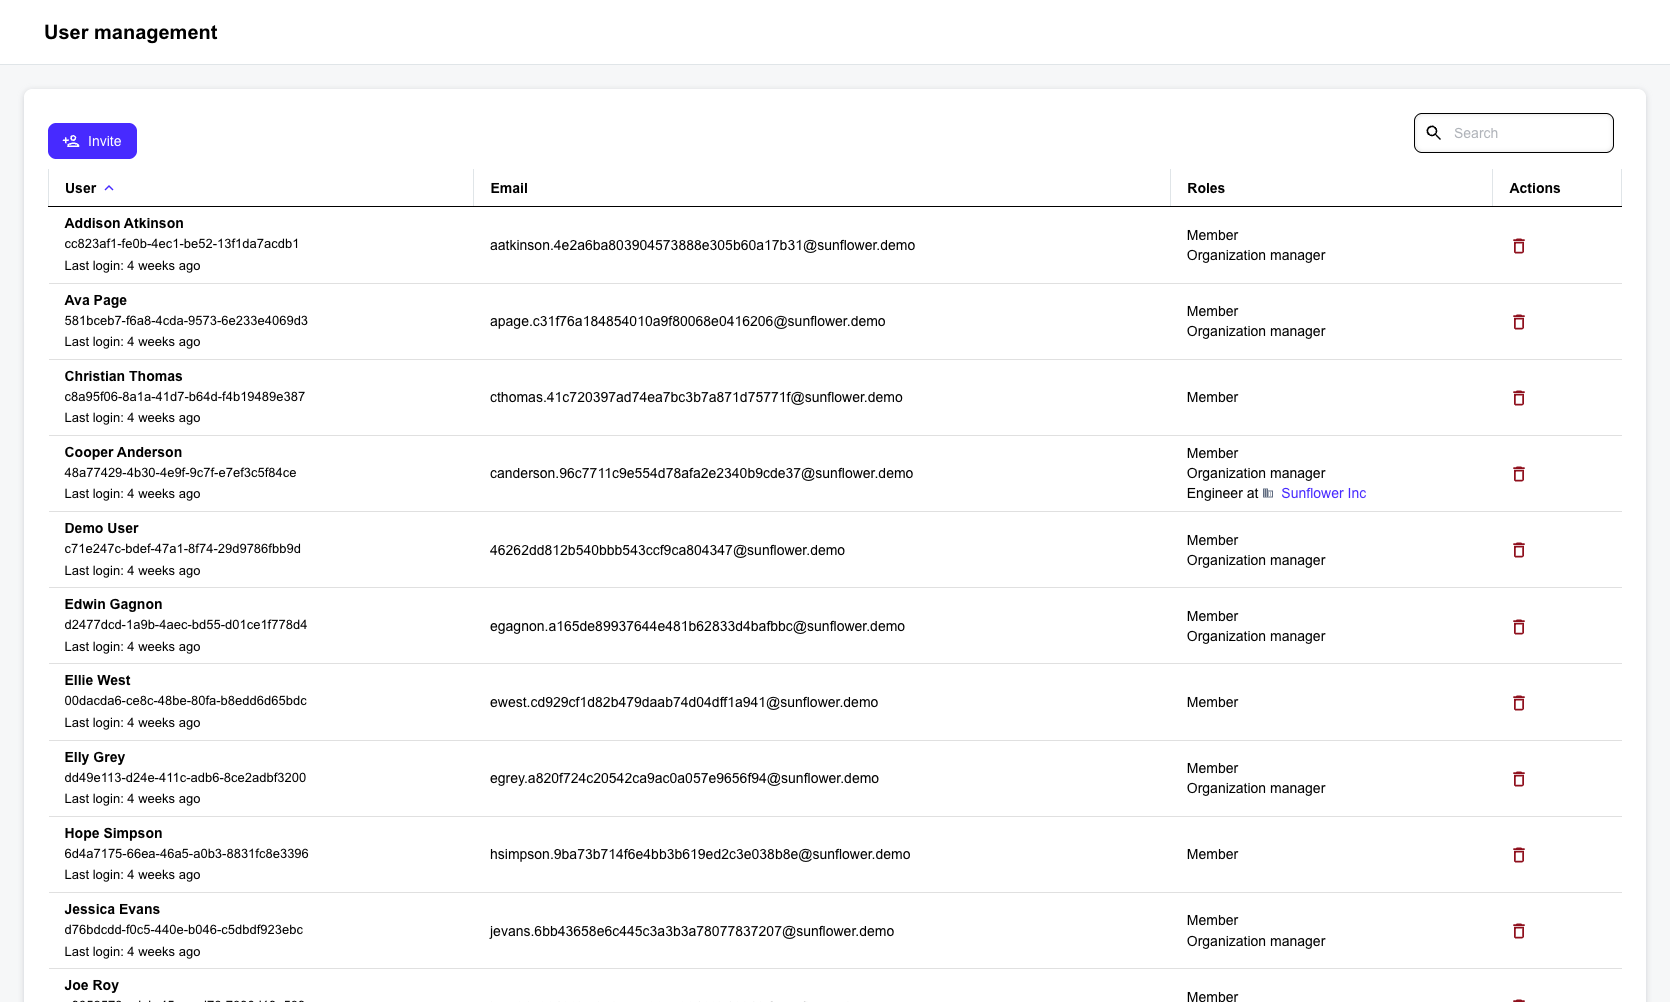 User management
Invite
Search
User
Email
Roles
Actions
Addison Atkinson
cc823af1-fe0b-4ec1-be52-13f1da7acdb1
Last login: 4 weeks ago
aatkinson.4e2a6ba803904573888e305b60a17b31@sunflower.demo
Member
Organization manager
Ava Page
581bceb7-f6a8-4cda-9573-6e233e4069d3
Last login: 4 weeks ago
apage.c31f76a184854010a9f80068e0416206@sunflower.demo
Member
Organization manager
Christian Thomas
c8a95f06-8a1a-41d7-b64d-f4b19489e387
Last login: 4 weeks ago
cthomas.41c720397ad74ea7bc3b7a871d75771f@sunflower.demo
Member
Cooper Anderson
48a77429-4b30-4e9f-9c7f-e7ef3c5f84ce
Last login: 4 weeks ago
canderson.96c7711c9e554d78afa2e2340b9cde37@sunflower.demo
Member
Organization manager
Engineer at Sunflower Inc
Demo User
c71e247c-bdef-47a1-8f74-29d9786fbb9d
Last login: 4 weeks ago
46262dd812b540bbb543ccf9ca804347@sunflower.demo
Member
Organization manager
Edwin Gagnon
d2477dcd-1a9b-4aec-bd55-d01ce1f778d4
Last login: 4 weeks ago
egagnon.a165de89937644e481b62833d4bafbbc@sunflower.demo
Member
Organization manager
Ellie West
00dacda6-ce8c-48be-80fa-b8edd6d65bdc
Last login: 4 weeks ago
ewest.cd929cf1d82b479daab74d04dff1a941@sunflower.demo
Member
Elly Grey
dd49e113-d24e-411c-adb6-8ce2adbf3200
Last login: 4 weeks ago
egrey.a820f724c20542ca9ac0a057e9656f94@sunflower.demo
Member
Organization manager
Hope Simpson
6d4a7175-66ea-46a5-a0b3-8831fc8e3396
Last login: 4 weeks ago
hsimpson.9ba73b714f6e4bb3b619ed2c3e038b8e@sunflower.demo
Member
Jessica Evans
d76bdcdd-f0c5-440e-b046-c5dbdf923ebc
Last login: 4 weeks ago
jevans.6bb43658e6c445c3a3b3a78077837207@sunflower.demo
Member
Organization manager
Joe Roy
Member